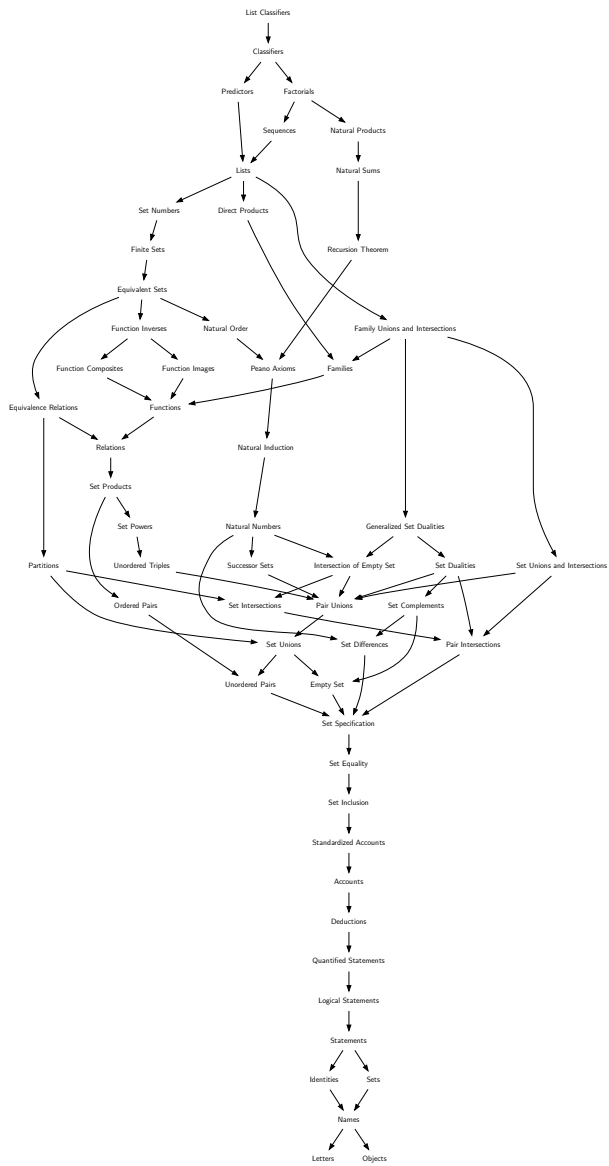 List Classifiers
Classifiers
Predictors
Factorials
Sequences
Natural Products
Lists
Natural Sums
Set Numbers
Direct Products
Finite Sets
Recursion Theorem
Equivalent Sets
Function Inverses
Natural Order
Family Unions and Intersections
Function Composites
Function Images
Peano Axioms
Families
Equivalence Relations
Functions
Relations
Natural Induction
Set Products
Set Powers
Natural Numbers
Generalized Set Dualities
Partitions
Unordered Triples
Successor Sets
Intersection of Empty Set
Set Dualities
Set Unions and Intersections
Ordered Pairs
Set Intersections
Pair Unions
Set Complements
Set Unions
Set Differences
Pair Intersections
Unordered Pairs
Empty Set
Set Specification
Set Equality
Set Inclusion
Standardized Accounts
Accounts
Deductions
Quantified Statements
Logical Statements
Statements
Identities
Sets
Names
Letters
Objects